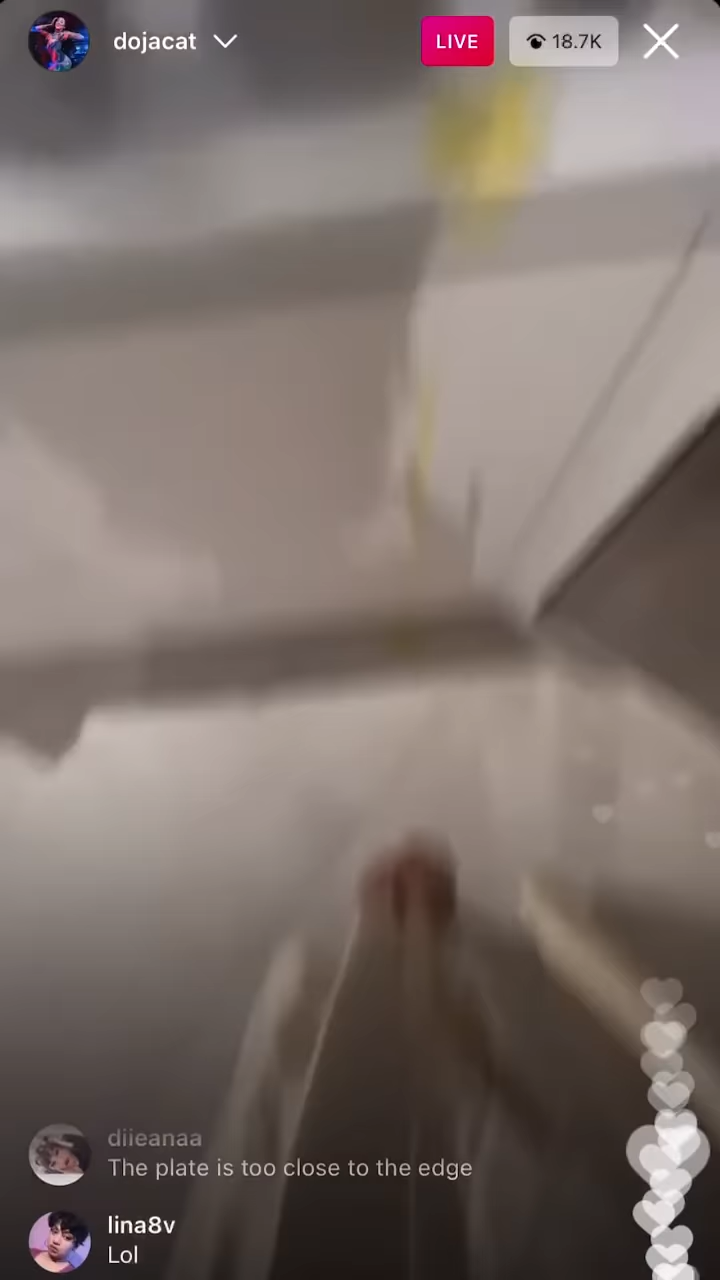 dojacat
LIVE
18.7K
diieanaa
The plate is too close to the edge
lina8v
Lol